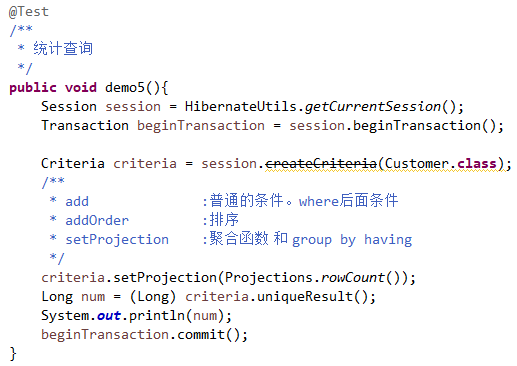 @Test
/**
 * 统计查询
 */
public void demo5(){
    Session session = HibernateUtils.getCurrentSession();
    Transaction beginTransaction = session.beginTransaction();

    Criteria criteria = session.createCriteria(Customer.class);
    /**
     * add              :普通的条件。where后面条件
     * addOrder         :排序
     * setProjection    :聚合函数 和 group by having
     */
    criteria.setProjection(Projections.rowCount());
    Long num = (Long) criteria.uniqueResult();
    System.out.println(num);
    beginTransaction.commit();
}